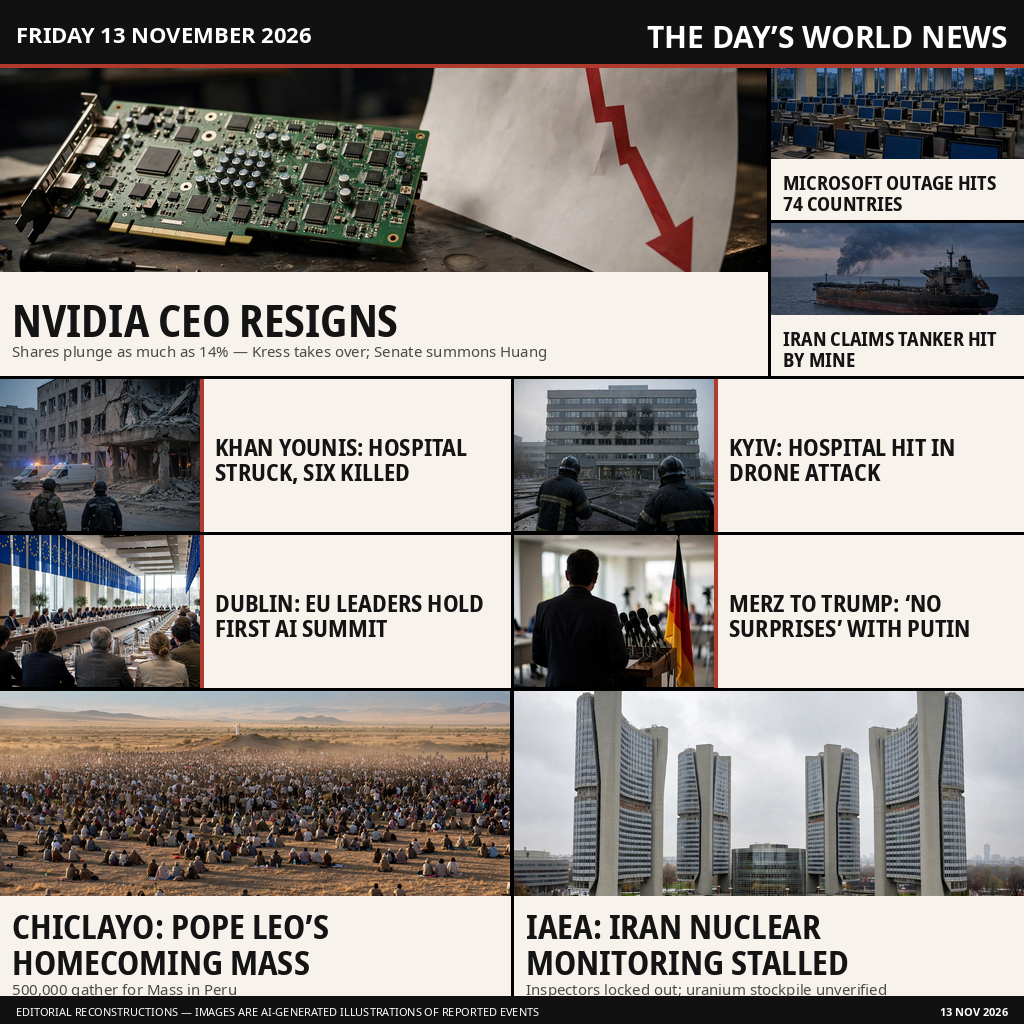 FRIDAY 13 NOVEMBER 2026
THE DAY'S WORLD NEWS
NVIDIA CEO RESIGNS
Shares plunge as much as 14% — Kress takes over; Senate summons Huang
MICROSOFT OUTAGE HITS
74 COUNTRIES
IRAN CLAIMS TANKER HIT
BY MINE
KHAN YOUNIS: HOSPITAL
STRUCK, SIX KILLED
KYIV: HOSPITAL HIT IN
DRONE ATTACK
DUBLIN: EU LEADERS HOLD
FIRST AI SUMMIT
MERZ TO TRUMP: ‘NO
SURPRISES’ WITH PUTIN
CHICLAYO: POPE LEO’S
HOMECOMING MASS
500,000 gather for Mass in Peru
IAEA: IRAN NUCLEAR
MONITORING STALLED
Inspectors locked out; uranium stockpile unverified
EDITORIAL RECONSTRUCTIONS — IMAGES ARE AI-GENERATED ILLUSTRATIONS OF REPORTED EVENTS
13 NOV 2026